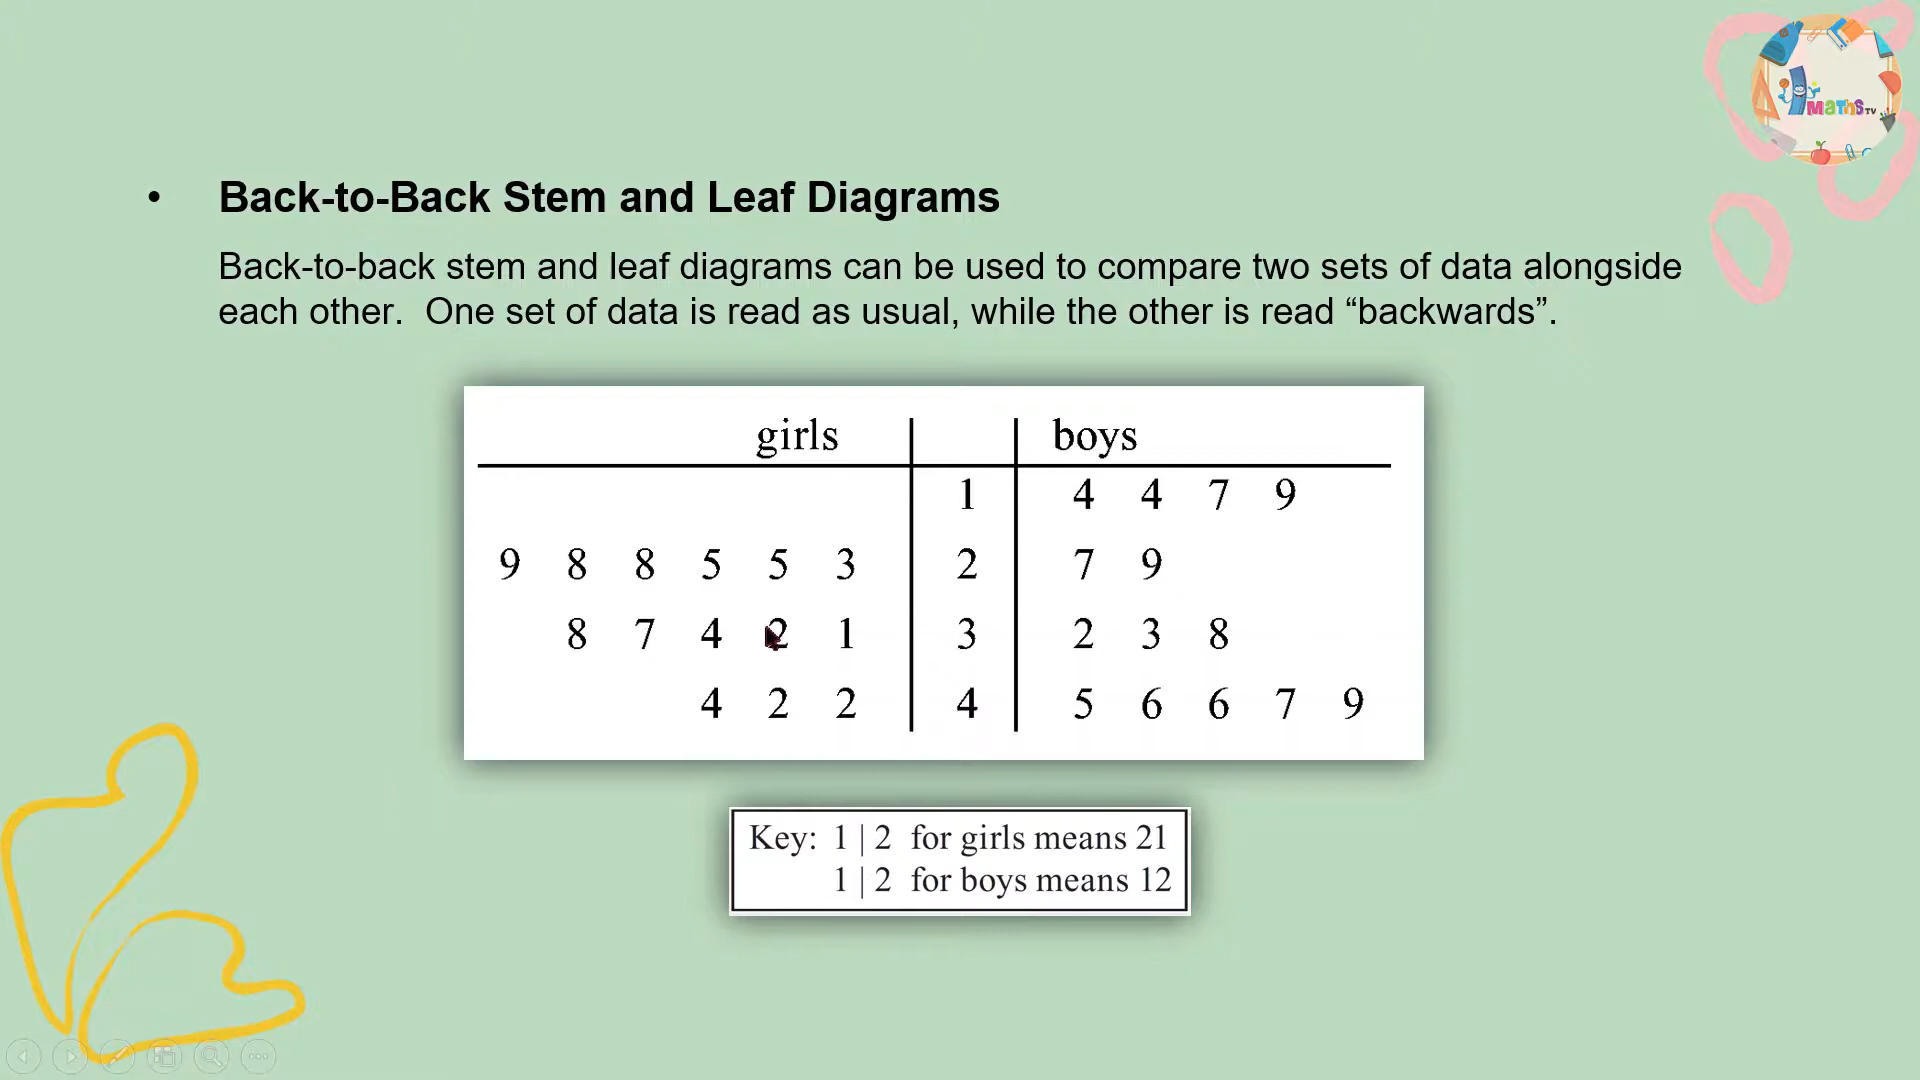 MATHS TV
• Back-to-Back Stem and Leaf Diagrams
Back-to-back stem and leaf diagrams can be used to compare two sets of data alongside
each other. One set of data is read as usual, while the other is read “backwards”.
girls boys
1 4 4 7 9
9 8 8 5 5 3 2 7 9
8 7 4 2 1 3 2 3 8
4 2 2 4 5 6 6 7 9
Key: 1 | 2 for girls means 21
1 | 2 for boys means 12